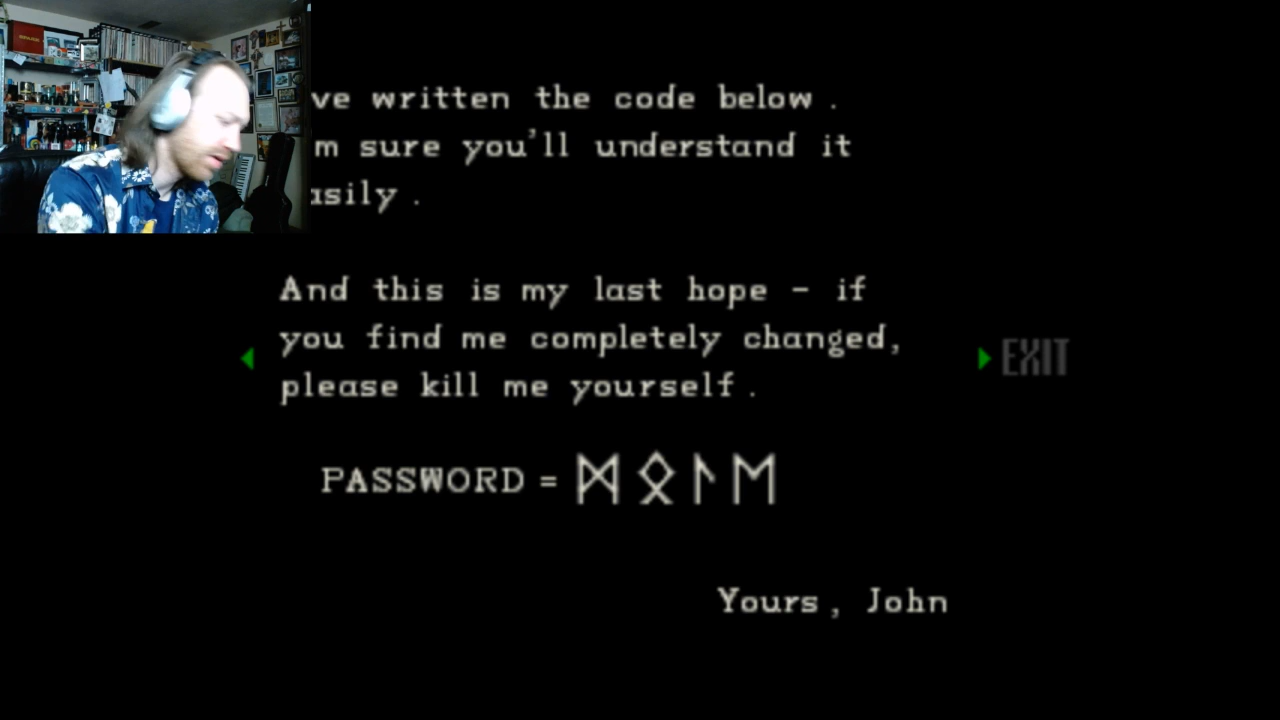 ve written the code below .
m sure you'll understand it
asily .
And this is my last hope - if
you find me completely changed,
please kill me yourself .
EXIT
PASSWORD = ᛞᛟᛚᛖ
Yours, John